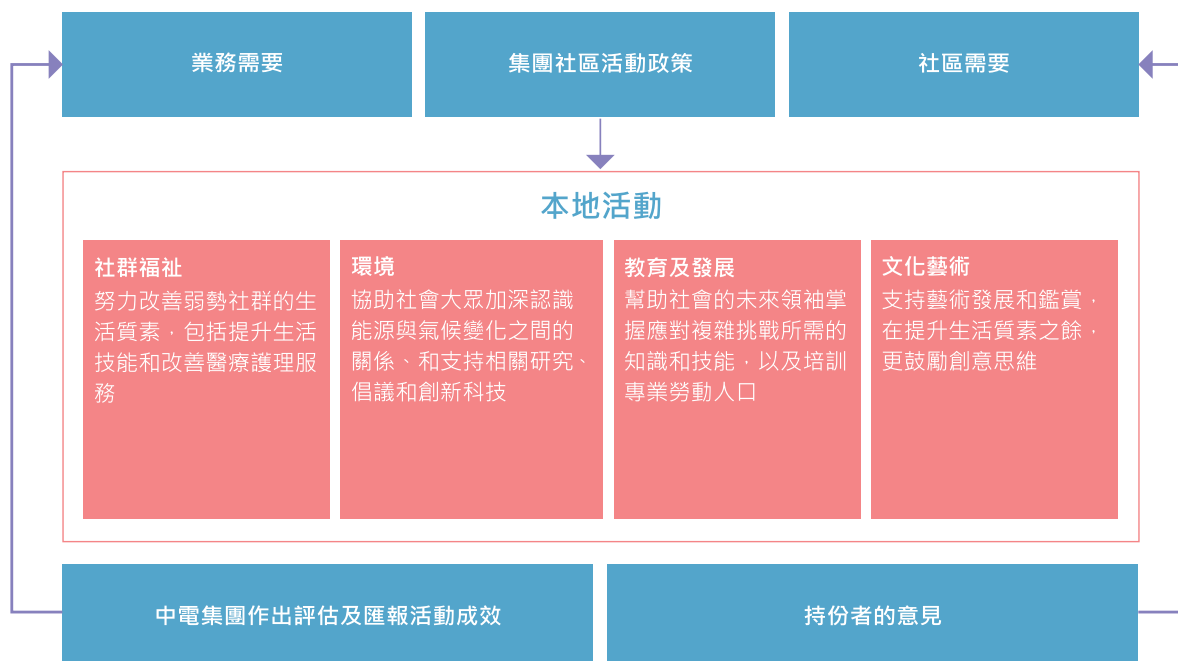 業務需要
集團社區活動政策
社區需要
本地活動
社群福祉
努力改善弱勢社群的生
活質素，包括提升生活
技能和改善醫療護理服
務
環境
協助社會大眾加深認識
能源與氣候變化之間的
關係、和支持相關研究、
倡議和創新科技
教育及發展
幫助社會的未來領袖掌
握應對複雜挑戰所需的
知識和技能，以及培訓
專業勞動人口
文化藝術
支持藝術發展和鑑賞，
在提升生活質素之餘，
更鼓勵創意思維
中電集團作出評估及匯報活動成效
持份者的意見